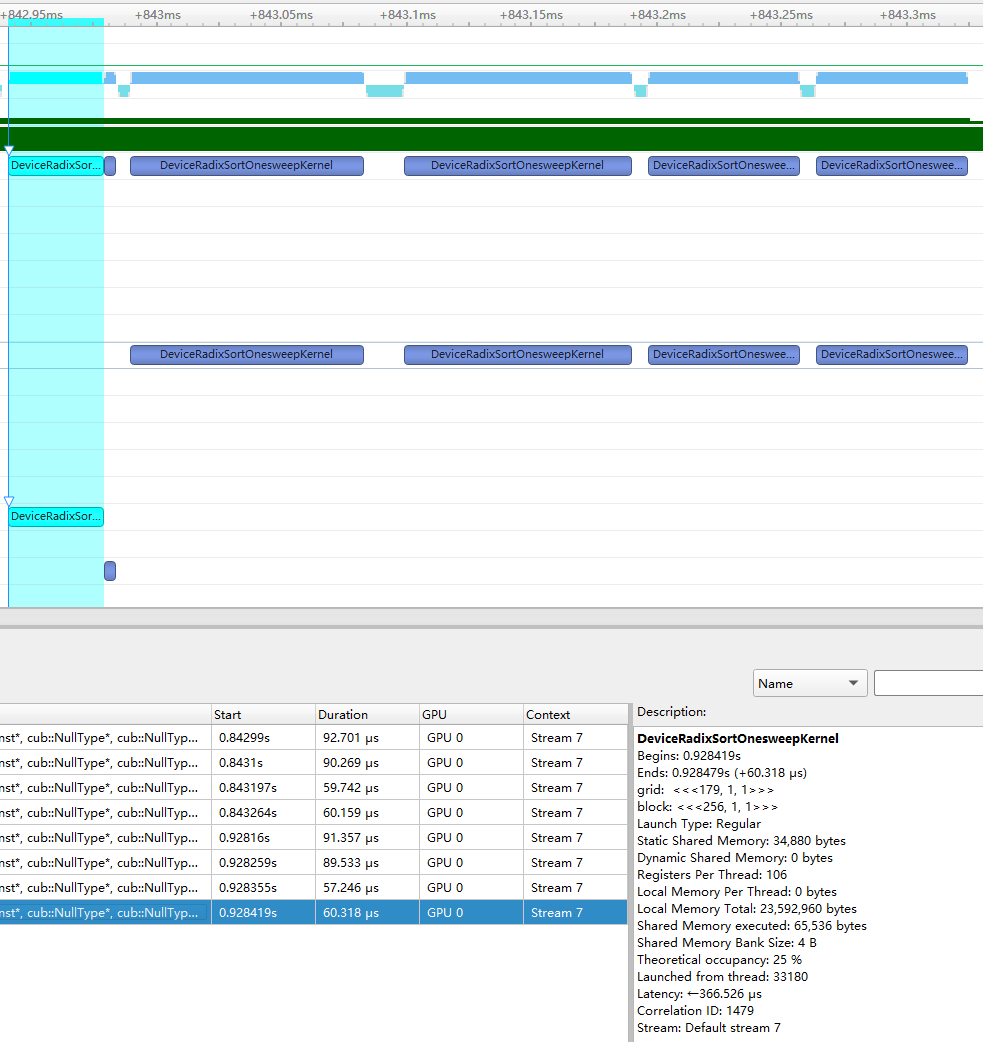 +842.95ms +843ms +843.05ms +843.1ms +843.15ms +843.2ms +843.25ms +843.3ms
DeviceRadixSor... DeviceRadixSortOnesweepKernel DeviceRadixSortOnesweepKernel DeviceRadixSortOneswee... DeviceRadixSortOneswee...
DeviceRadixSortOnesweepKernel DeviceRadixSortOnesweepKernel DeviceRadixSortOneswee... DeviceRadixSortOneswee...
DeviceRadixSor...
Name
Start Duration GPU Context
nst*, cub::NullType*, cub::NullTyp... 0.84299s 92.701 μs GPU 0 Stream 7
nst*, cub::NullType*, cub::NullTyp... 0.8431s 90.269 μs GPU 0 Stream 7
nst*, cub::NullType*, cub::NullTyp... 0.843197s 59.742 μs GPU 0 Stream 7
nst*, cub::NullType*, cub::NullTyp... 0.843264s 60.159 μs GPU 0 Stream 7
nst*, cub::NullType*, cub::NullTyp... 0.92816s 91.357 μs GPU 0 Stream 7
nst*, cub::NullType*, cub::NullTyp... 0.928259s 89.533 μs GPU 0 Stream 7
nst*, cub::NullType*, cub::NullTyp... 0.928355s 57.246 μs GPU 0 Stream 7
nst*, cub::NullType*, cub::NullTyp... 0.928419s 60.318 μs GPU 0 Stream 7
Description:
DeviceRadixSortOnesweepKernel
Begins: 0.928419s
Ends: 0.928479s (+60.318 μs)
grid: <<<179, 1, 1>>>
block: <<<256, 1, 1>>>
Launch Type: Regular
Static Shared Memory: 34,880 bytes
Dynamic Shared Memory: 0 bytes
Registers Per Thread: 106
Local Memory Per Thread: 0 bytes
Local Memory Total: 23,592,960 bytes
Shared Memory executed: 65,536 bytes
Shared Memory Bank Size: 4 B
Theoretical occupancy: 25 %
Launched from thread: 33180
Latency: ←366.526 μs
Correlation ID: 1479
Stream: Default stream 7